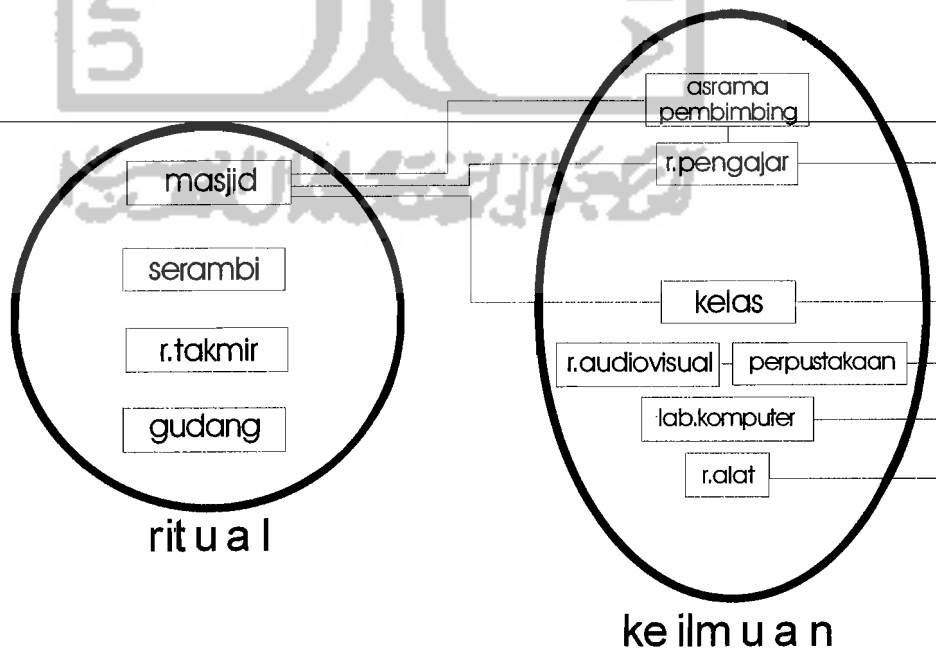 masjid
serambi
r.takmir
gudang
ritual
asrama
pembimbing
r.pengajar
kelas
r.audiovisual
perpustakaan
lab.komputer
r.alat
keilmuan